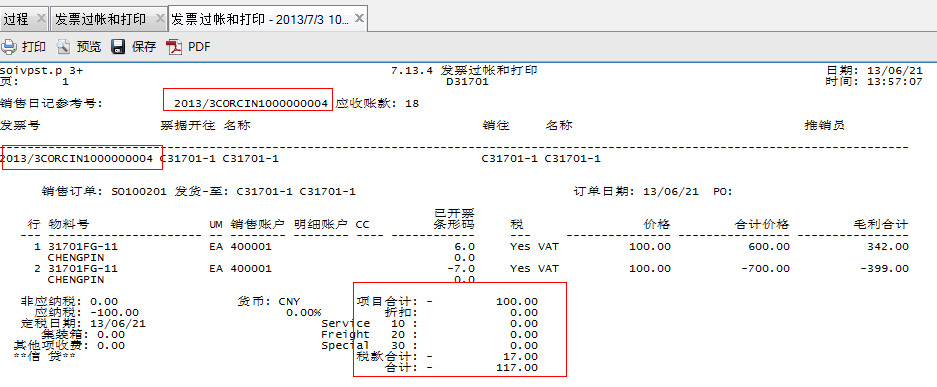 过程 发票过帐和打印 发票过帐和打印 - 2013/7/3 10...
打印 预览 保存 PDF
soivpst.p 3+ 7.13.4 发票过帐和打印 日期: 13/06/21
页: 1 D31701 时间: 13:57:07
销售日记参考号: 2013/3CORCIN1000000004 应收账款: 18
发票号 票据开往 名称 销往 名称 推销员
2013/3CORCIN1000000004 C31701-1 C31701-1 C31701-1 C31701-1
销售订单: SO100201 发货-至: C31701-1 C31701-1 订单日期: 13/06/21 PO:
已开票
行 物料号 UM 销售账户 明细账户 CC 条形码 税 价格 合计价格 毛利合计
1 31701FG-11 EA 400001 6.0 Yes VAT 100.00 600.00 342.00
CHENGPIN 0.0
2 31701FG-11 EA 400001 -7.0 Yes VAT 100.00 -700.00 -399.00
CHENGPIN 0.0
非应纳税: 0.00 货币: CNY 项目合计: - 100.00
应纳税: -100.00 0.00% 折扣: 0.00
定税日期: 13/06/21 Service 10 : 0.00
集装箱: 0.00 Freight 20 : 0.00
其他项收费: 0.00 Special 30 : 0.00
**信 贷** 税款合计: - 17.00
合计: - 117.00